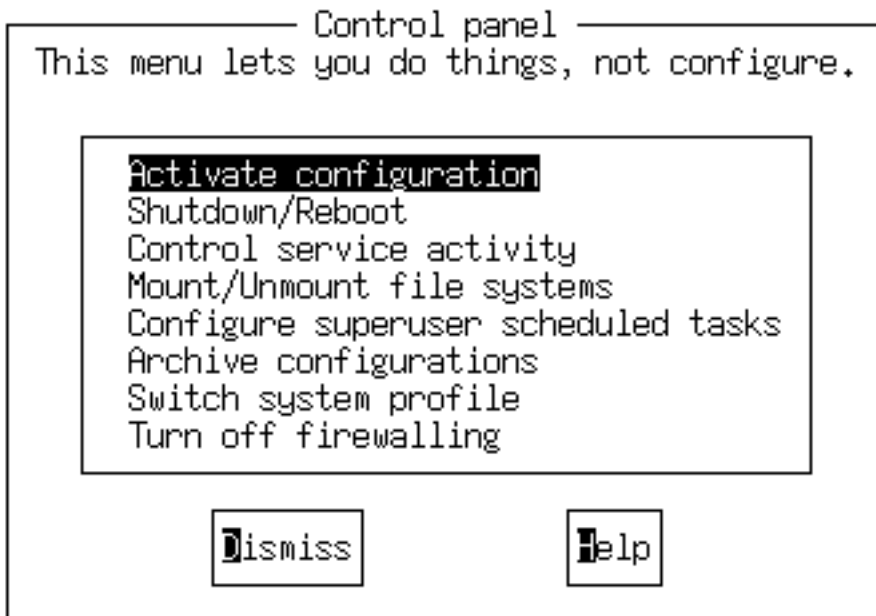 Control panel
This menu lets you do things, not configure.
Activate configuration
Shutdown/Reboot
Control service activity
Mount/Unmount file systems
Configure superuser scheduled tasks
Archive configurations
Switch system profile
Turn off firewalling
Dismiss
Help